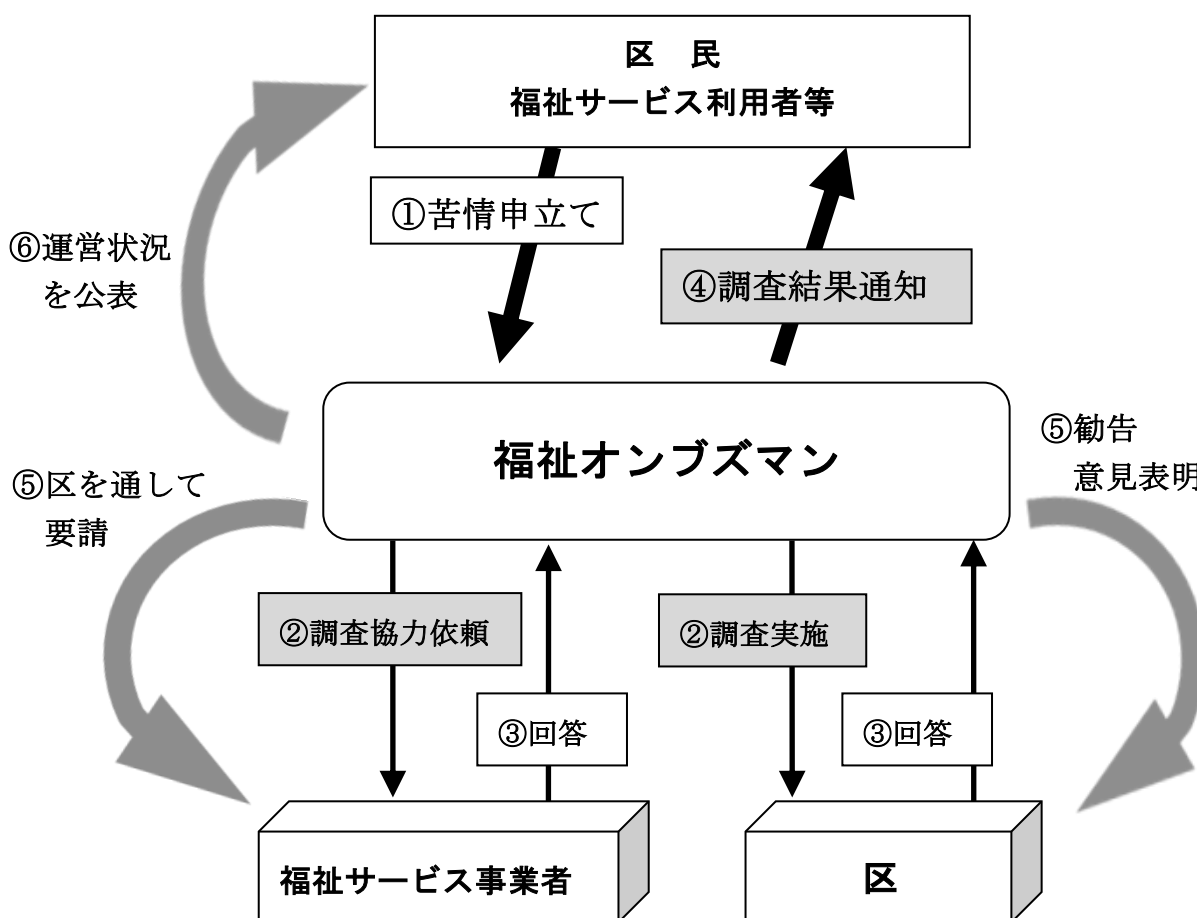 区　民
福祉サービス利用者等
①苦情申立て
④調査結果通知
⑥運営状況
を公表
福祉オンブズマン
⑤勧告
意見表明
⑤区を通して
要請
②調査協力依頼
②調査実施
③回答
③回答
福祉サービス事業者
区